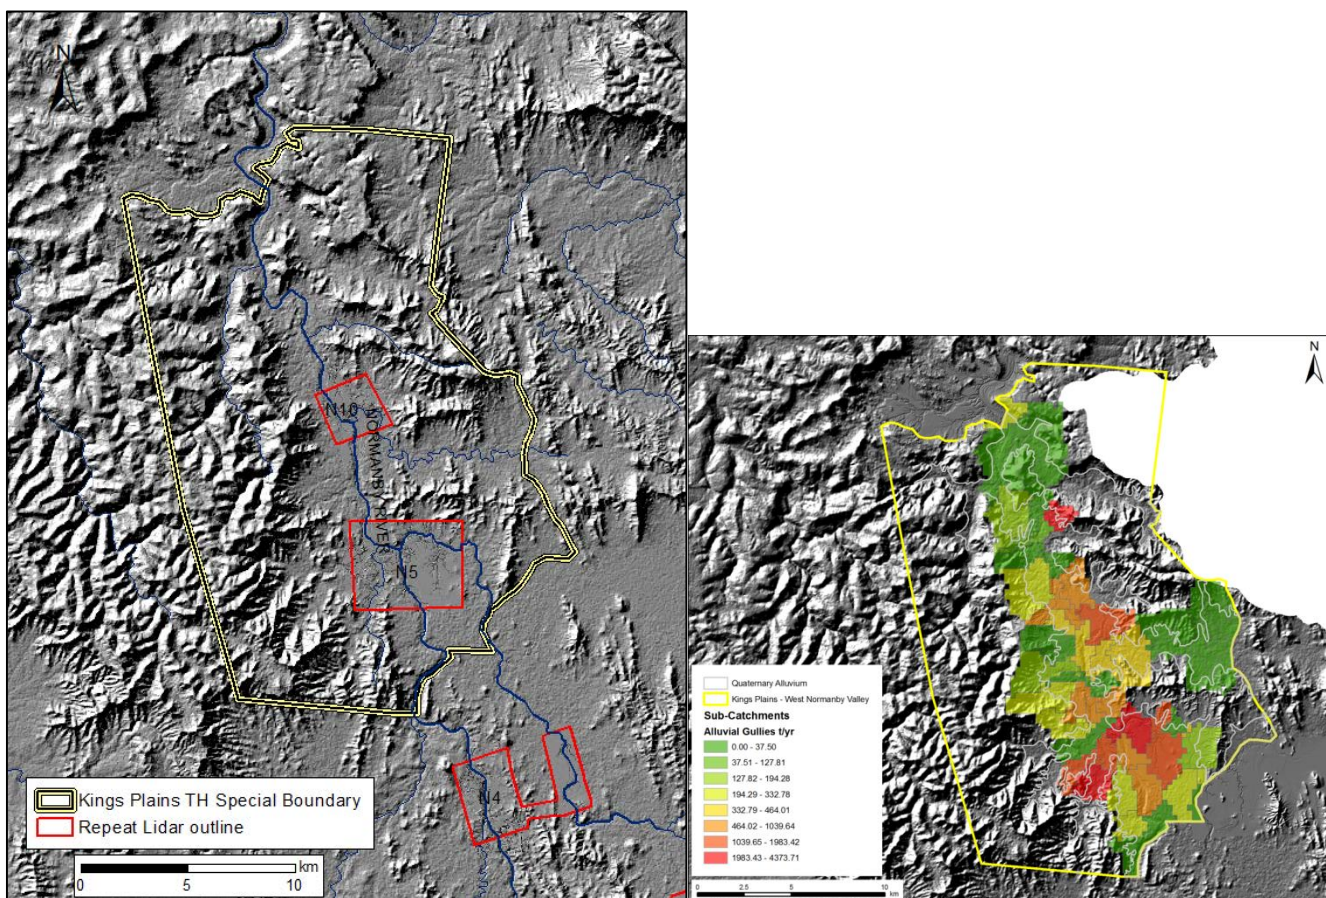 N
N10
NORMANBY RIVER
N5
N4
Kings Plains TH Special Boundary
Repeat Lidar outline
km
0 5 10
N
Quaternary Alluvium
Kings Plains - West Normanby Valley
Sub-Catchments
Alluvial Gullies t/yr
0.00 - 37.50
37.51 - 127.81
127.82 - 194.28
194.29 - 332.78
332.79 - 464.01
464.02 - 1039.64
1039.65 - 1983.42
1983.43 - 4373.71
0 2.5 5 10
km